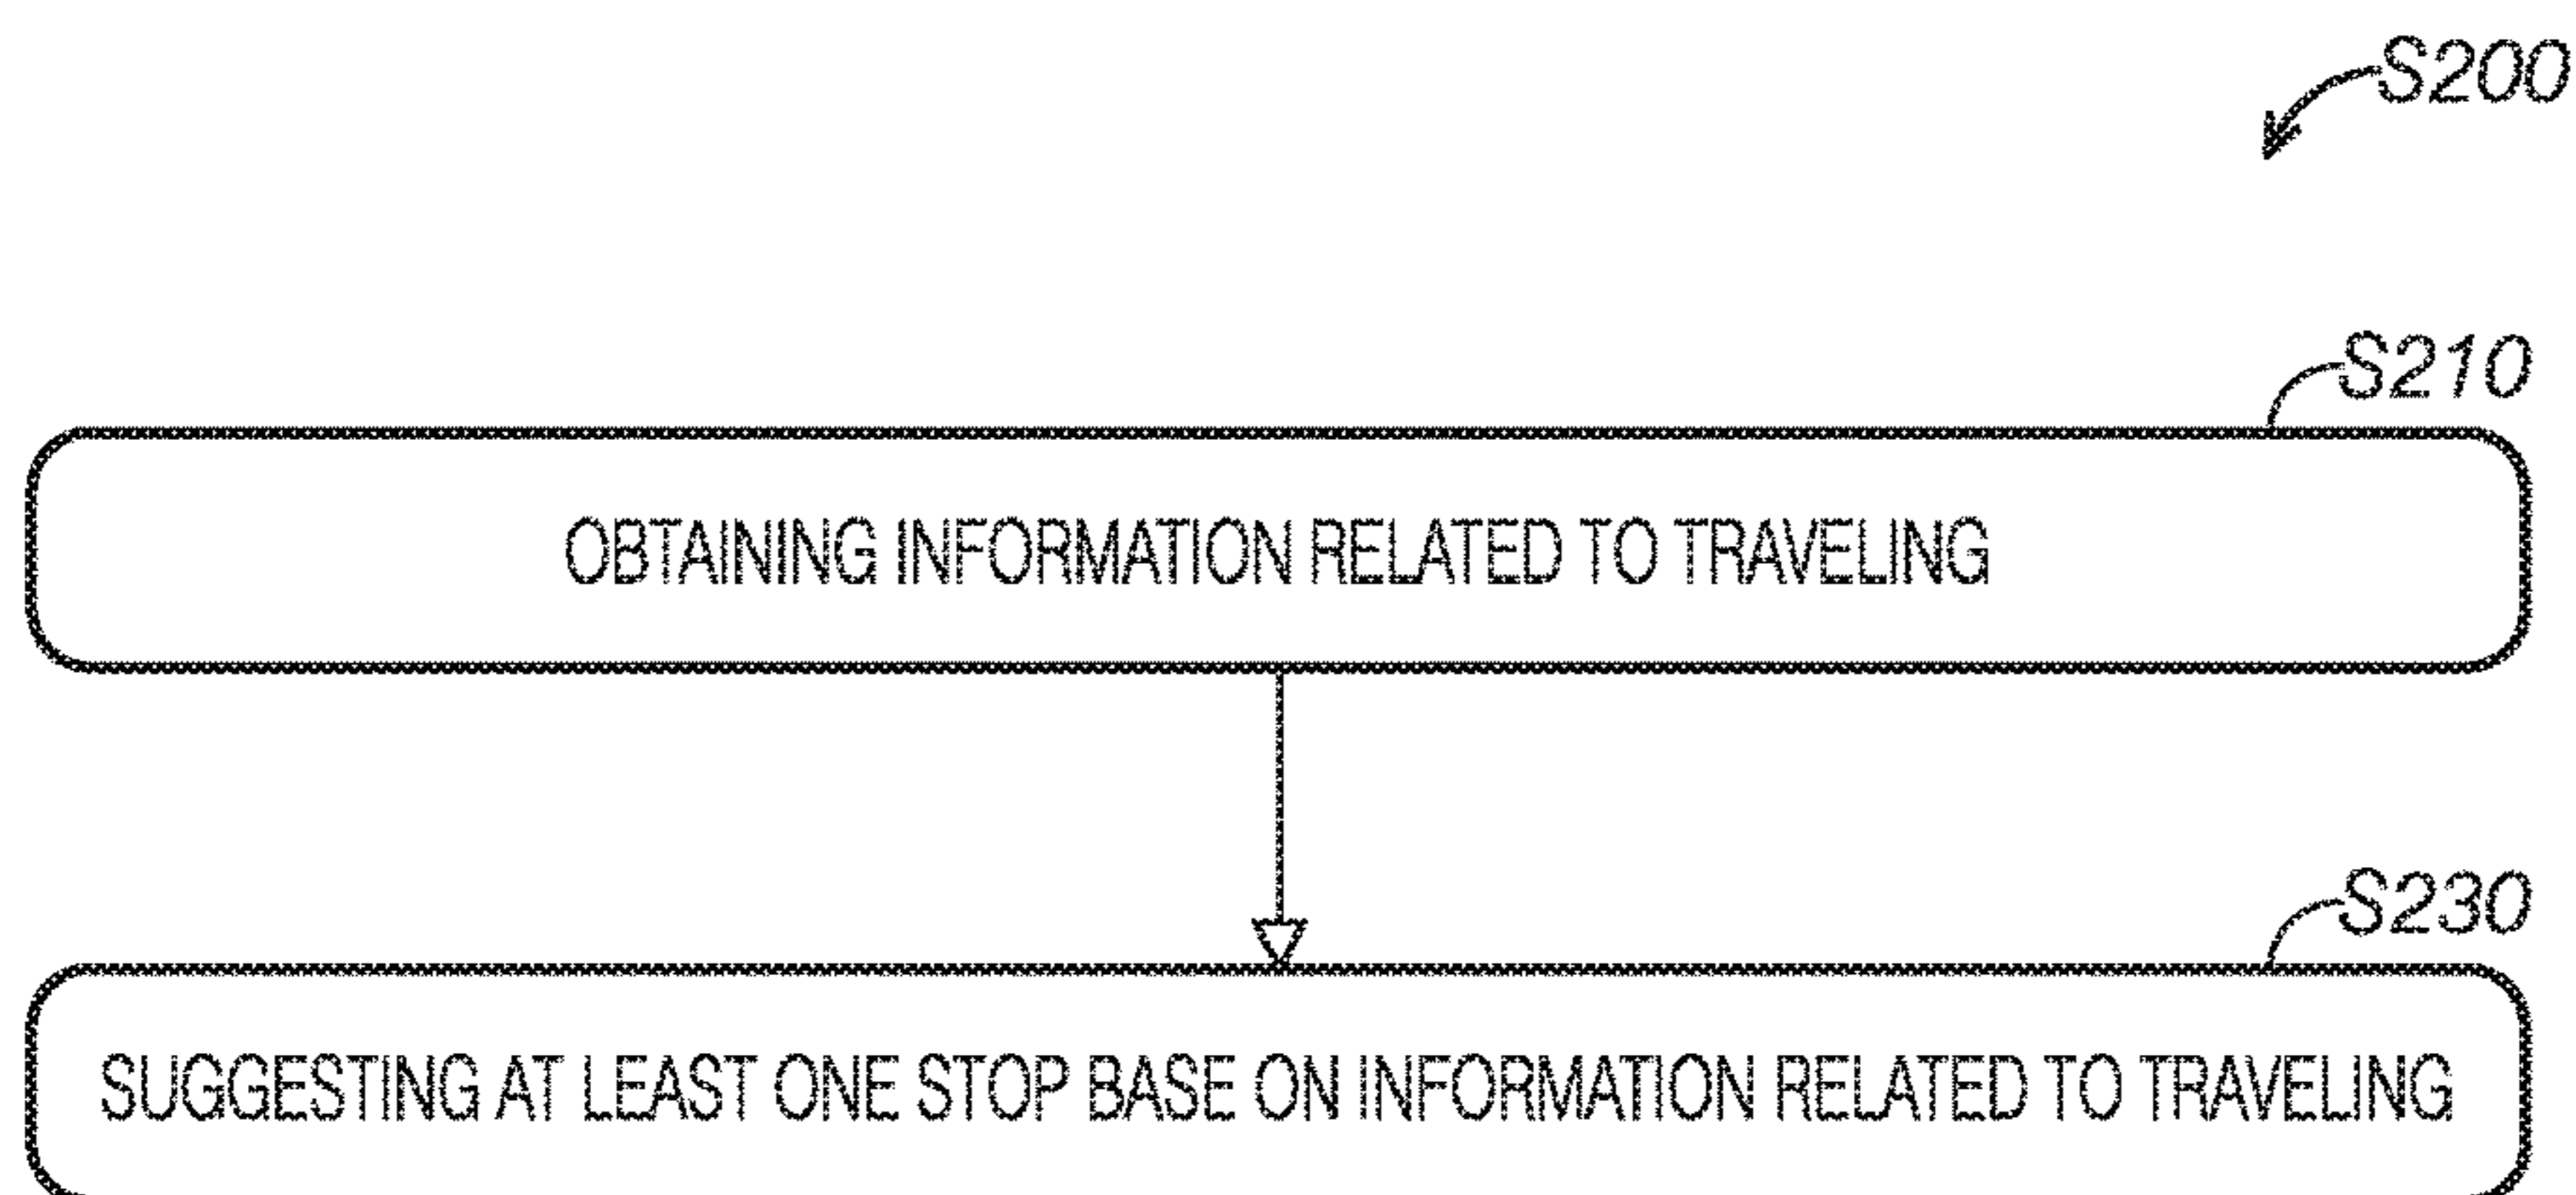 S200
S210
OBTAINING INFORMATION RELATED TO TRAVELING
S230
SUGGESTING AT LEAST ONE STOP BASE ON INFORMATION RELATED TO TRAVELING